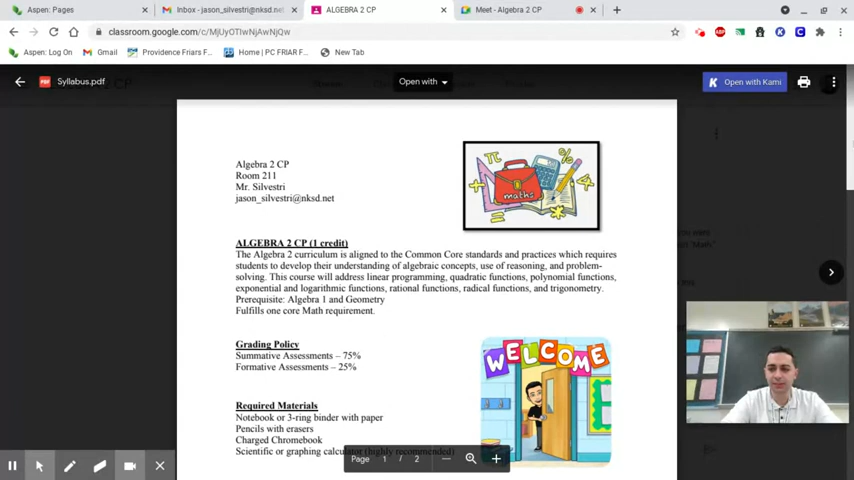 Aspen: Pages
Inbox - jason_silvestri@nksd.net
ALGEBRA 2 CP
Meet - Algebra 2 CP
classroom.google.com/c/MjUyOTIwNjAwNjQw
Aspen: Log On
Gmail
Providence Friars F...
Home | PC FRIAR F...
New Tab
PDF
Syllabus.pdf
Open with
Open with Kami
Algebra 2 CP
Room 211
Mr. Silvestri
jason_silvestri@nksd.net
maths
ALGEBRA 2 CP (1 credit)
The Algebra 2 curriculum is aligned to the Common Core standards and practices which requires
students to develop their understanding of algebraic concepts, use of reasoning, and problem-
solving. This course will address linear programming, quadratic functions, polynomial functions,
exponential and logarithmic functions, rational functions, radical functions, and trigonometry.
Prerequisite: Algebra 1 and Geometry
Fulfills one core Math requirement.
Grading Policy
Summative Assessments – 75%
Formative Assessments – 25%
WELCOME
Required Materials
Notebook or 3-ring binder with paper
Pencils with erasers
Charged Chromebook
Scientific or graphing calculator (highly recommended)
Page 1 / 2